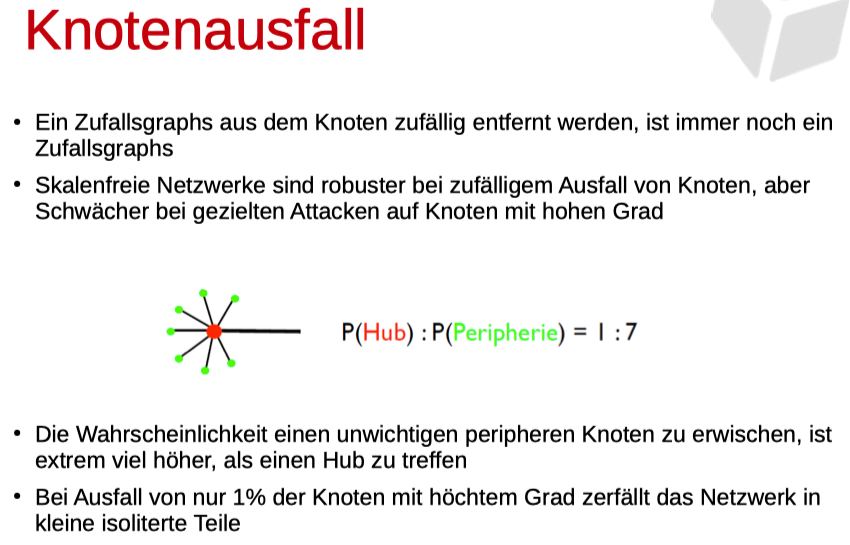 Knotenausfall
• Ein Zufallsgraphs aus dem Knoten zufällig entfernt werden, ist immer noch ein
Zufallsgraphs
• Skalenfreie Netzwerke sind robuster bei zufälligem Ausfall von Knoten, aber
Schwächer bei gezielten Attacken auf Knoten mit hohen Grad
P(Hub) : P(Peripherie) = 1 : 7
• Die Wahrscheinlichkeit einen unwichtigen peripheren Knoten zu erwischen, ist
extrem viel höher, als einen Hub zu treffen
• Bei Ausfall von nur 1% der Knoten mit höchtem Grad zerfällt das Netzwerk in
kleine isoliterte Teile